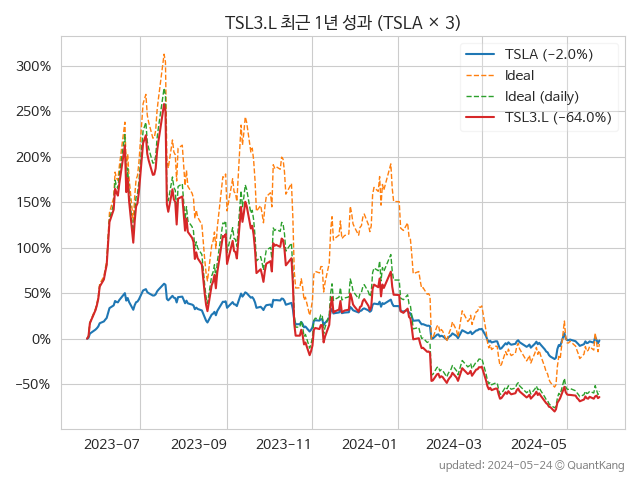 TSL3.L 최근 1년 성과 (TSLA × 3)
TSLA (−2.0%)
Ideal
Ideal (daily)
TSL3.L (−64.0%)
300%
250%
200%
150%
100%
50%
0%
−50%
2023−07
2023−09
2023−11
2024−01
2024−03
2024−05
updated: 2024−05−24 © QuantKang